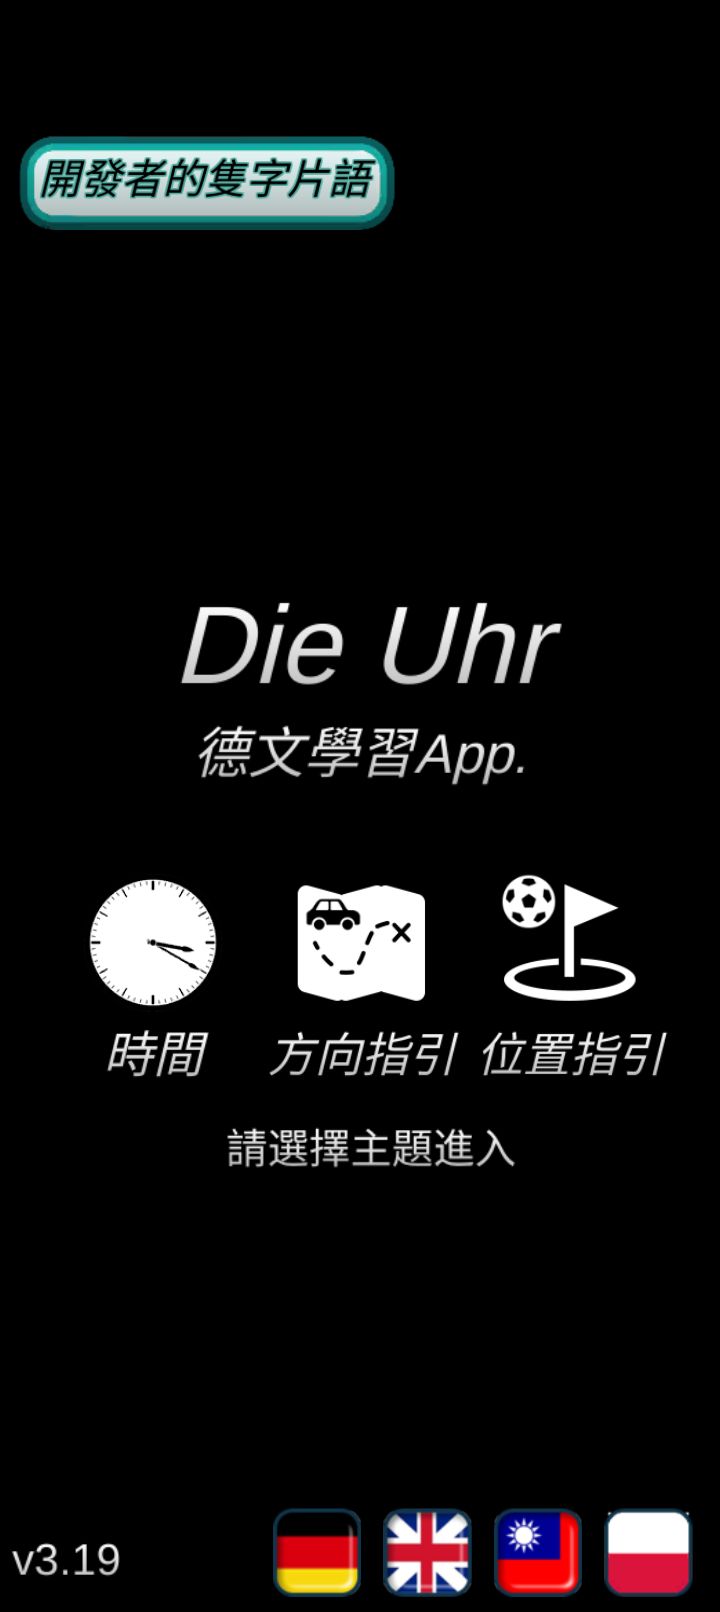 開發者的隻字片語
Die Uhr
德文學習App.
時間 方向指引 位置指引
請選擇主題進入
v3.19